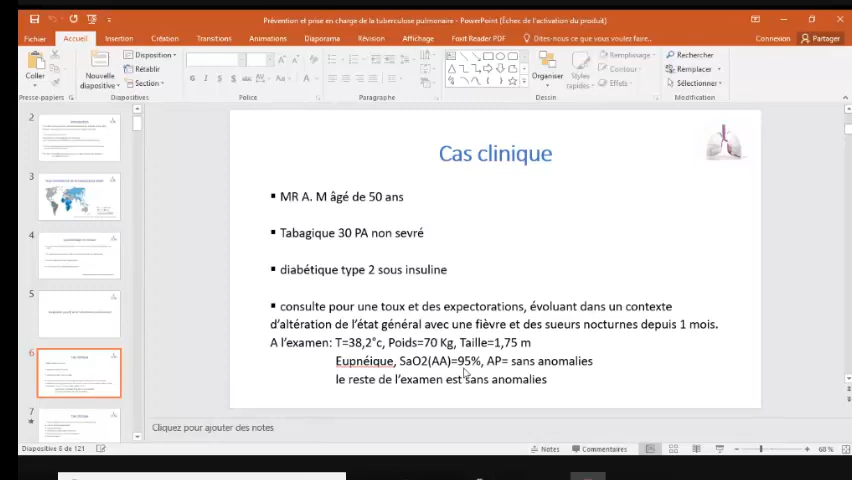 Prévention et prise en charge de la tuberculose pulmonaire - PowerPoint (Échec de l'activation du produit)
Fichier Accueil Insertion Création Transitions Animations Diaporama Révision Affichage Foxit Reader PDF Dites-nous ce que vous voulez faire... Connexion Partager
Coller
Nouvelle diapositive
Disposition
Rétablir
Section
Organiser
Styles rapides
Remplissage
Contour
Effets
Rechercher
Remplacer
Sélectionner
Presse-papiers Diapositives Police Paragraphe Dessin Modification
2
3
4
5
6
7
Cas clinique
▪ MR A. M âgé de 50 ans
▪ Tabagique 30 PA non sevré
▪ diabétique type 2 sous insuline
▪ consulte pour une toux et des expectorations, évoluant dans un contexte
d'altération de l'état général avec une fièvre et des sueurs nocturnes depuis 1 mois.
A l'examen: T=38,2°c, Poids=70 Kg, Taille=1,75 m
Eupnéique, SaO2(AA)=95%, AP= sans anomalies
le reste de l'examen est sans anomalies
Cliquez pour ajouter des notes
Diapositive 6 de 121 Notes Commentaires 68 %